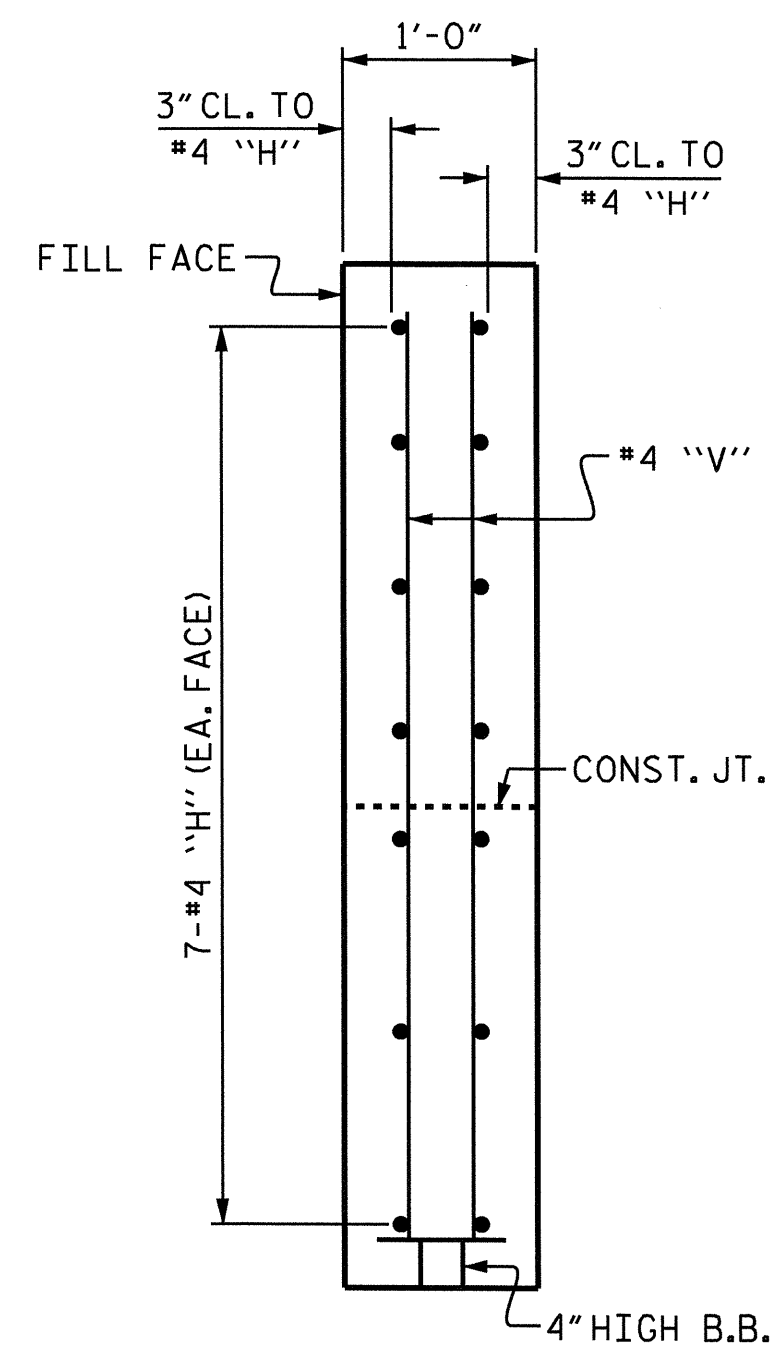 1'-0"
3" CL. TO
#4 ‶H″
3" CL. TO
#4 ‶H″
FILL FACE
#4 ‶V″
7-#4 ‶H″ (EA. FACE)
CONST. JT.
4" HIGH B.B.